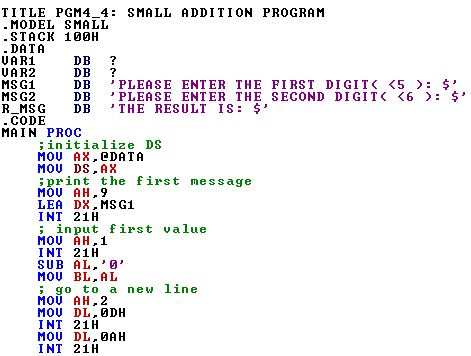 TITLE PGM4_4: SMALL ADDITION PROGRAM
.MODEL SMALL
.STACK 100H
.DATA
VAR1 DB ?
VAR2 DB ?
MSG1 DB 'PLEASE ENTER THE FIRST DIGIT( <5 ): $'
MSG2 DB 'PLEASE ENTER THE SECOND DIGIT( <6 ): $'
R_MSG DB 'THE RESULT IS: $'
.CODE
MAIN PROC
;initialize DS
MOV AX,@DATA
MOV DS,AX
;print the first message
MOV AH,9
LEA DX,MSG1
INT 21H
; input first value
MOV AH,1
INT 21H
SUB AL,'0'
MOV BL,AL
; go to a new line
MOV AH,2
MOV DL,0DH
INT 21H
MOV DL,0AH
INT 21H